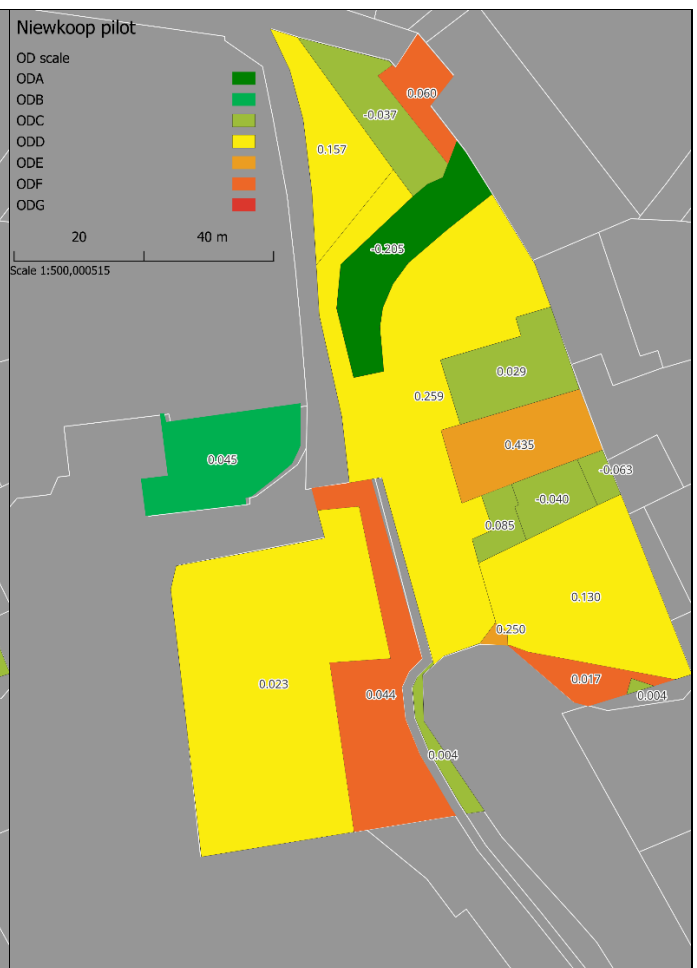 Niewkoop pilot
OD scale
ODA
ODB
ODC
ODD
ODE
ODF
ODG
20 40 m
Scale 1:500,000515
0.060
-0.037
0.157
-0.205
0.029
0.259
0.435
0.045
-0.063
-0.040
0.085
0.130
0.250
0.017
0.023
0.044
0.004
0.004